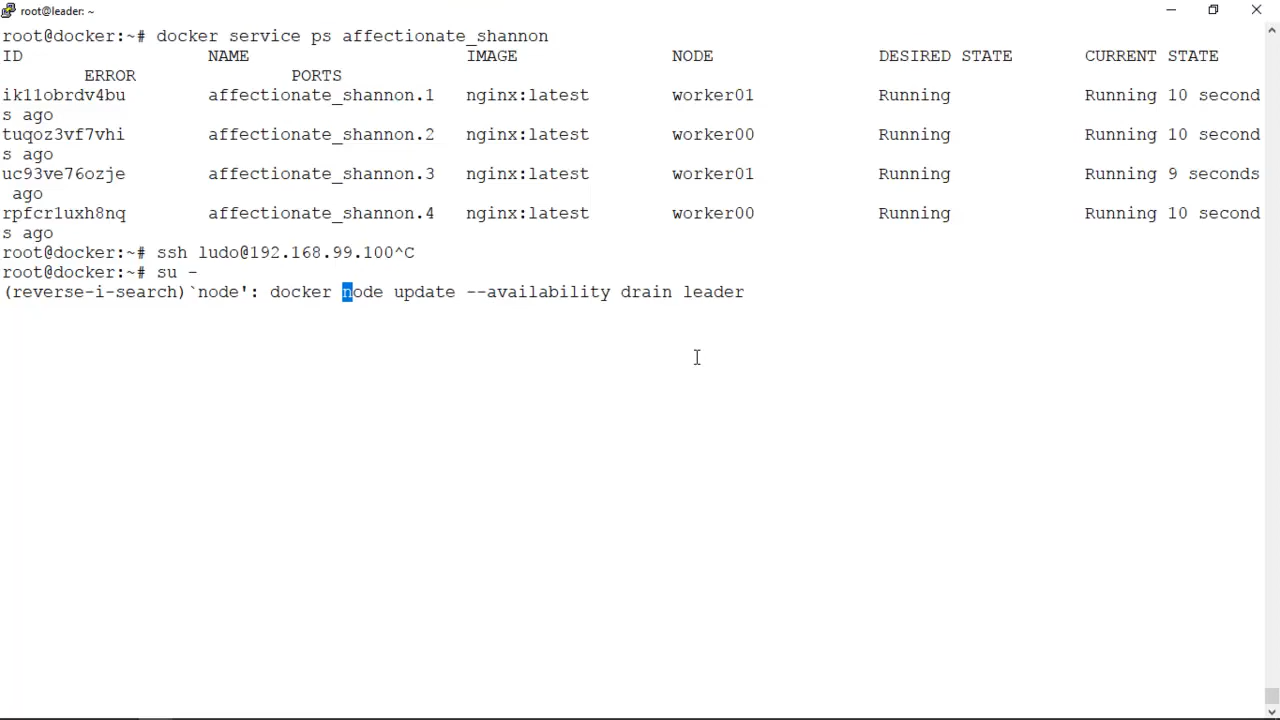 root@leader: ~
root@docker:~# docker service ps affectionate_shannon
ID NAME IMAGE NODE DESIRED STATE CURRENT STATE
ERROR PORTS
ik11obrdv4bu affectionate_shannon.1 nginx:latest worker01 Running Running 10 second
s ago
tuqoz3vf7vhi affectionate_shannon.2 nginx:latest worker00 Running Running 10 second
s ago
uc93ve76ozje affectionate_shannon.3 nginx:latest worker01 Running Running 9 seconds
ago
rpfcr1uxh8nq affectionate_shannon.4 nginx:latest worker00 Running Running 10 second
s ago
root@docker:~# ssh ludo@192.168.99.100^C
root@docker:~# su -
(reverse-i-search)`node': docker node update --availability drain leader